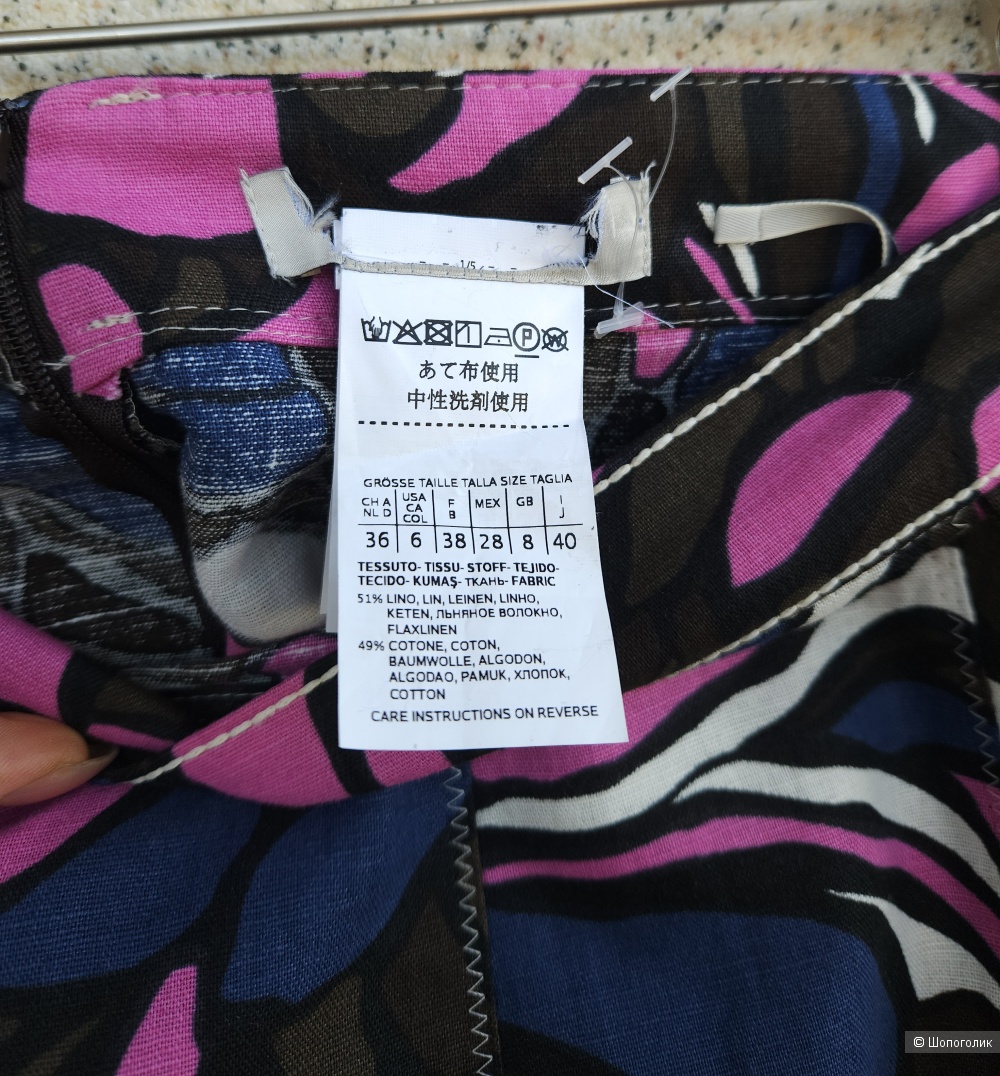 1/5
P W
あて布使用
中性洗剤使用
GRÖSSE TAILLE TALLA SIZE TAGLIA
CH A NL D USA CA COL F B MEX GB I J
36 6 38 28 8 40
TESSUTO- TISSU- STOFF- TEJIDO-
TECIDO- KUMAŞ- ТКАНЬ- FABRIC
51% LINO, LIN, LEINEN, LINHO,
KETEN, ЛЬНЯНОЕ ВОЛОКНО,
FLAXLINEN
49% COTONE, COTON,
BAUMWOLLE, ALGODON,
ALGODAO, PAMUK, ХЛОПОК,
COTTON
CARE INSTRUCTIONS ON REVERSE
© Шопоголик